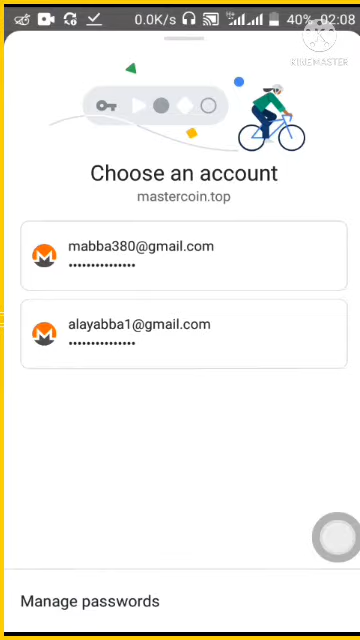 0.0K/s 40% 02:08
KINEMASTER
Choose an account
mastercoin.top
mabba380@gmail.com
•••••••••••••••
alayabba1@gmail.com
•••••••••••••••
Manage passwords